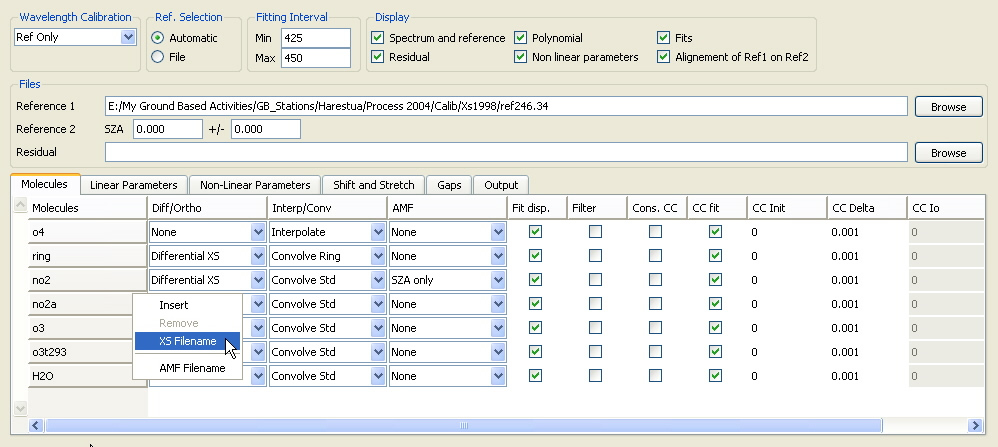 Wavelength Calibration Ref. Selection Fitting Interval Display
Ref Only Automatic Min 425 Spectrum and reference Polynomial Fits
File Max 450 Residual Non linear parameters Alignement of Ref1 on Ref2
Files
Reference 1 E:/My Ground Based Activities/GB_Stations/Harestua/Process 2004/Calib/Xs1998/ref246.34 Browse
Reference 2 SZA 0.000 +/- 0.000
Residual Browse
Molecules Linear Parameters Non-Linear Parameters Shift and Stretch Gaps Output
Molecules Diff/Ortho Interp/Conv AMF Fit disp. Filter Cons. CC CC fit CC Init CC Delta CC Io
o4 None Interpolate None 0 0.001 0
ring Differential XS Convolve Ring None 0 0.001 0
no2 Differential XS Convolve Std SZA only 0 0.001 0
no2a Convolve Std None 0 0.001 0
o3 Convolve Std None 0 0.001 0
o3t293 Convolve Std None 0 0.001 0
H2O Convolve Std None 0 0.001 0
Insert
Remove
XS Filename
AMF Filename